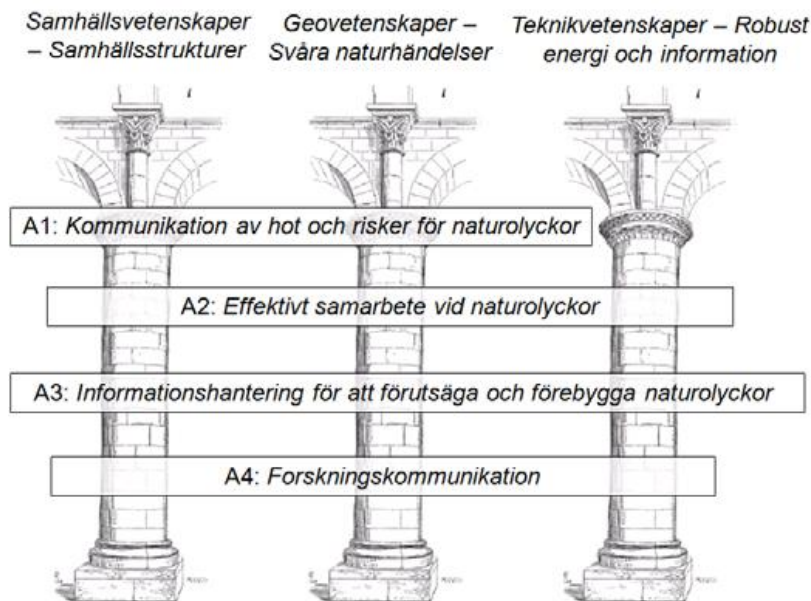 Samhällsvetenskaper
– Samhällsstrukturer
Geovetenskaper –
Svåra naturhändelser
Teknikvetenskaper – Robust
energi och information
A1: Kommunikation av hot och risker för naturolyckor
A2: Effektivt samarbete vid naturolyckor
A3: Informationshantering för att förutsäga och förebygga naturolyckor
A4: Forskningskommunikation